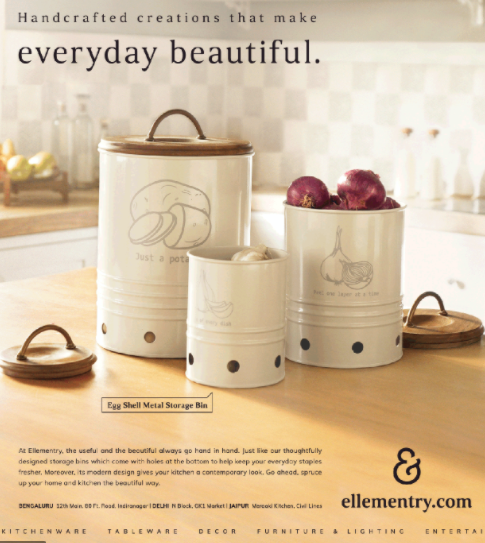 Handcrafted creations that make
everyday beautiful.
Just a pota
Egg Shell Metal Storage Bin
At Ellementry, the useful and the beautiful always go hand in hand. Just like our thoughtfully
designed storage bins which come with holes at the bottom to help keep your everyday staples
fresher. Moreover, its modern design gives your kitchen a contemporary look. Go ahead, spruce
up your home and kitchen the beautiful way.
BENGALURU 12th Main, 80 Ft. Road, Indiranagar | DELHI N Block, GK1 Market | JAIPUR Kitchen, Civil Lines
&
ellementry.com
KITCHENWARE TABLEWARE DECOR FURNITURE & LIGHTING ENTERTAI